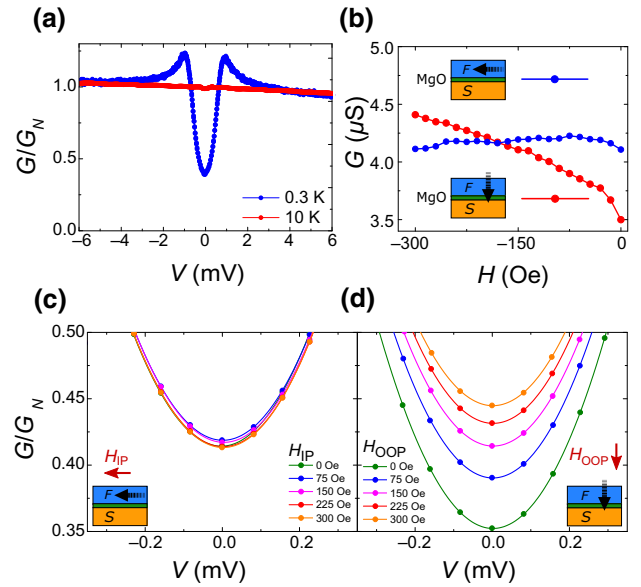 (a)
G/G_N
1.0
0.5
0.0
0.3 K
10 K
−6 −4 −2 0 2 4 6
V (mV)
(b)
G (μS)
5.0
4.5
4.0
3.5
MgO F S
MgO F S
−300 −150 0
H (Oe)
(c)
G/G_N
0.50
0.45
0.40
0.35
H_IP
F
S
H_IP
0 Oe
75 Oe
150 Oe
225 Oe
300 Oe
−0.2 0.0 0.2
V (mV)
(d)
H_OOP
0 Oe
75 Oe
150 Oe
225 Oe
300 Oe
H_OOP
F
S
−0.2 0.0 0.2
V (mV)